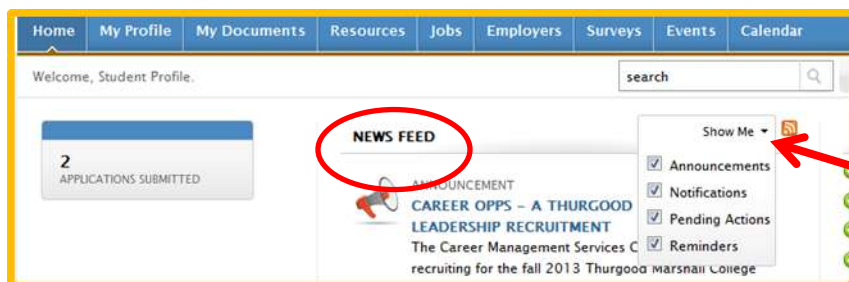 Home My Profile My Documents Resources Jobs Employers Surveys Events Calendar
Welcome, Student Profile.
search
2
APPLICATIONS SUBMITTED
NEWS FEED
Show Me
Announcements
Notifications
Pending Actions
Reminders
ANNOUNCEMENT
CAREER OPPS – A THURGOOD
LEADERSHIP RECRUITMENT
The Career Management Services C
recruiting for the fall 2013 Thurgood Marshall College